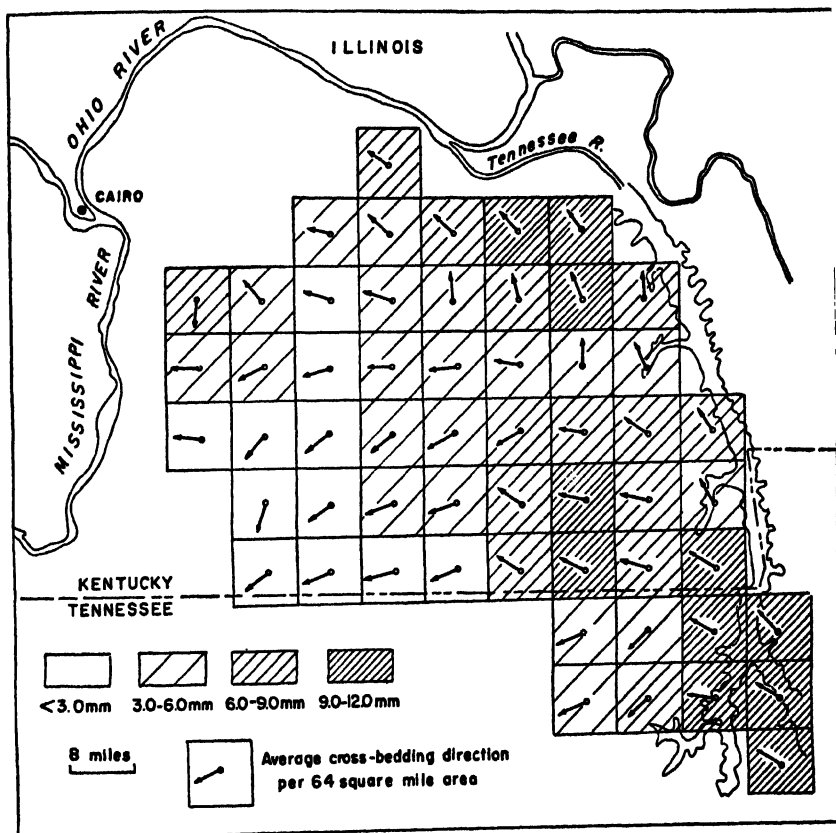 ILLINOIS
OHIO RIVER
Tennessee R.
CAIRO
MISSISSIPPI RIVER
KENTUCKY
TENNESSEE
<3.0mm 3.0-6.0mm 6.0-9.0mm 9.0-12.0mm
8 miles
Average cross-bedding direction
per 64 square mile area